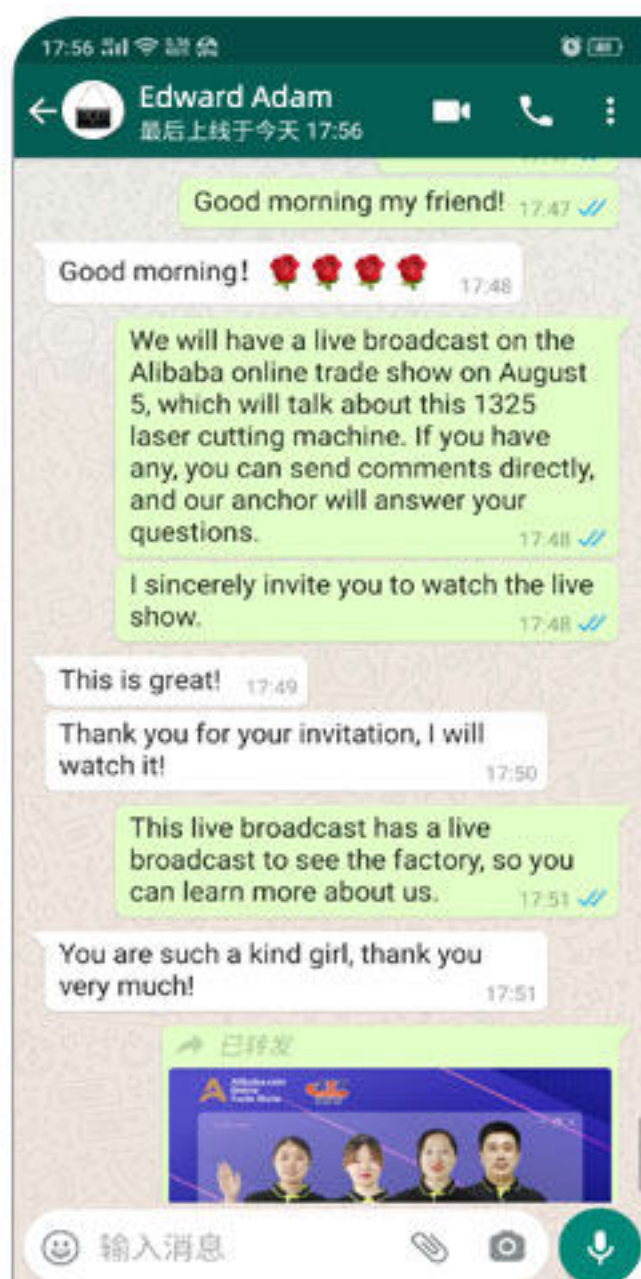 17:56
Edward Adam
最后上线于今天 17:56
Good morning my friend! 17:47
Good morning! 17:48
We will have a live broadcast on the
Alibaba online trade show on August
5, which will talk about this 1325
laser cutting machine. If you have
any, you can send comments directly,
and our anchor will answer your
questions. 17:48
I sincerely invite you to watch the live
show. 17:48
This is great! 17:49
Thank you for your invitation, I will
watch it! 17:50
This live broadcast has a live
broadcast to see the factory, so you
can learn more about us. 17:51
You are such a kind girl, thank you
very much! 17:51
已转发
Alibaba.com
Online
Trade Show
输入消息